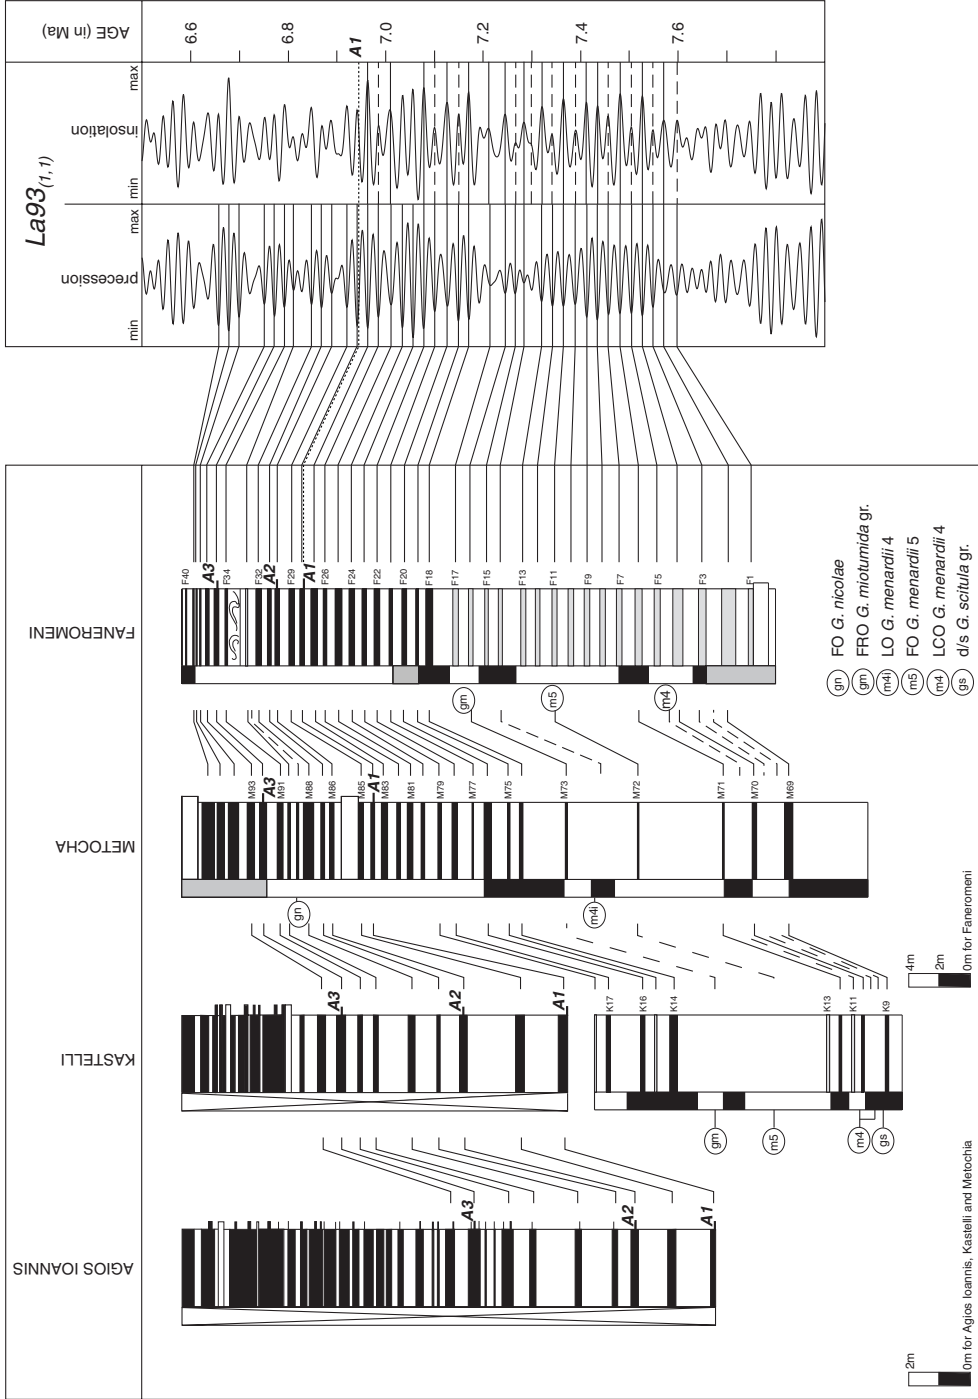 AGIOS IOANNIS
KASTELLI
METOCHA
FANEROMENI
La93(1,1)
precession
insolation
min
max
min
max
AGE (in Ma)
6.6
6.8
7.0
7.2
7.4
7.6
A1
A3
A2
A1
A3
A2
A1
K17
K16
K14
K13
K11
K9
gm
m5
m4
gs
M93
A3
M91
M88
M86
M85
A1
M83
M81
M79
M77
M75
M73
M72
M71
M70
M69
gn
m4i
F40
A3
F34
F32
A2
F29
A1
F26
F24
F22
F20
F18
F17
F15
F13
F11
F9
F7
F5
F3
F1
gm
m5
m4
gn FO G. nicolae
gm FRO G. miotumida gr.
m4i LO G. menardii 4
m5 FO G. menardii 5
m4 LCO G. menardii 4
gs d/s G. scitula gr.
2m
0m for Agios Ioannis, Kastelli and Metochia
4m
2m
0m for Faneromeni